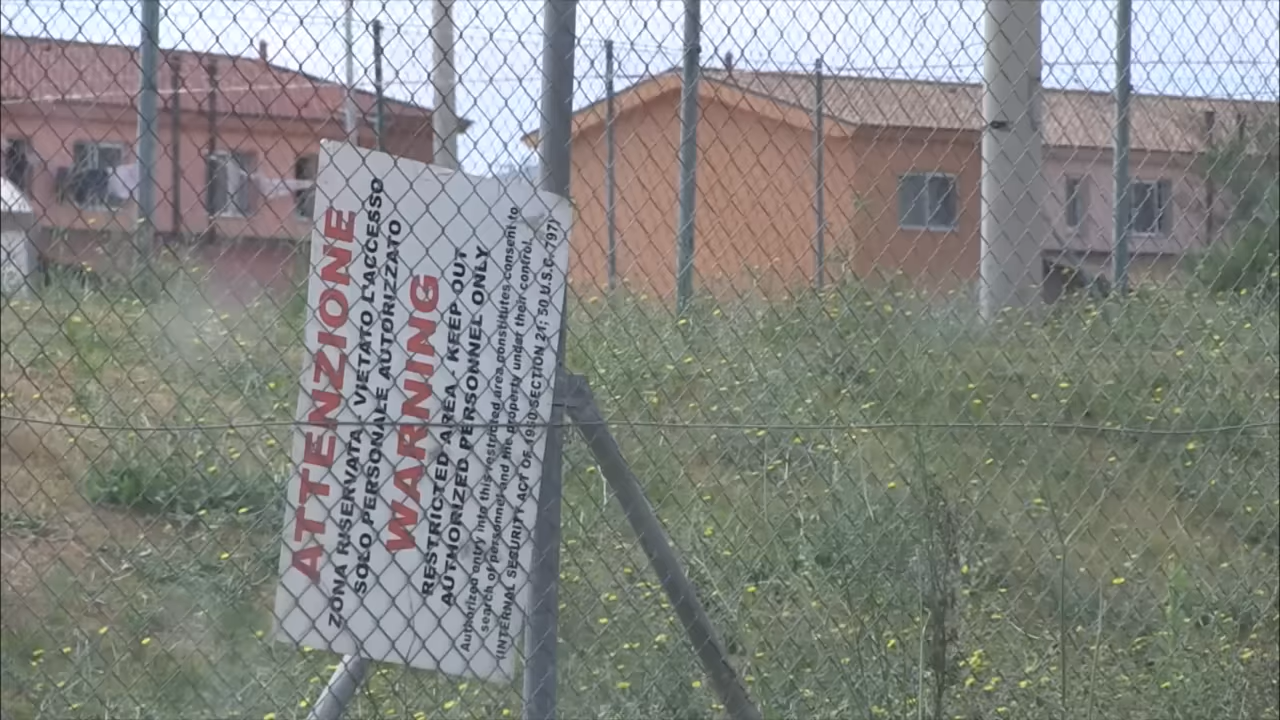 ATTENZIONE
ZONA RISERVATA - VIETATO L'ACCESSO
SOLO PERSONALE AUTORIZZATO
WARNING
RESTRICTED AREA - KEEP OUT
AUTHORIZED PERSONNEL ONLY
Authorized entry into this restricted area constitutes consent to
search of personnel and the property under their control.
(INTERNAL SECURITY ACT OF 1950 SECTION 21; 50 U.S.C. 797)